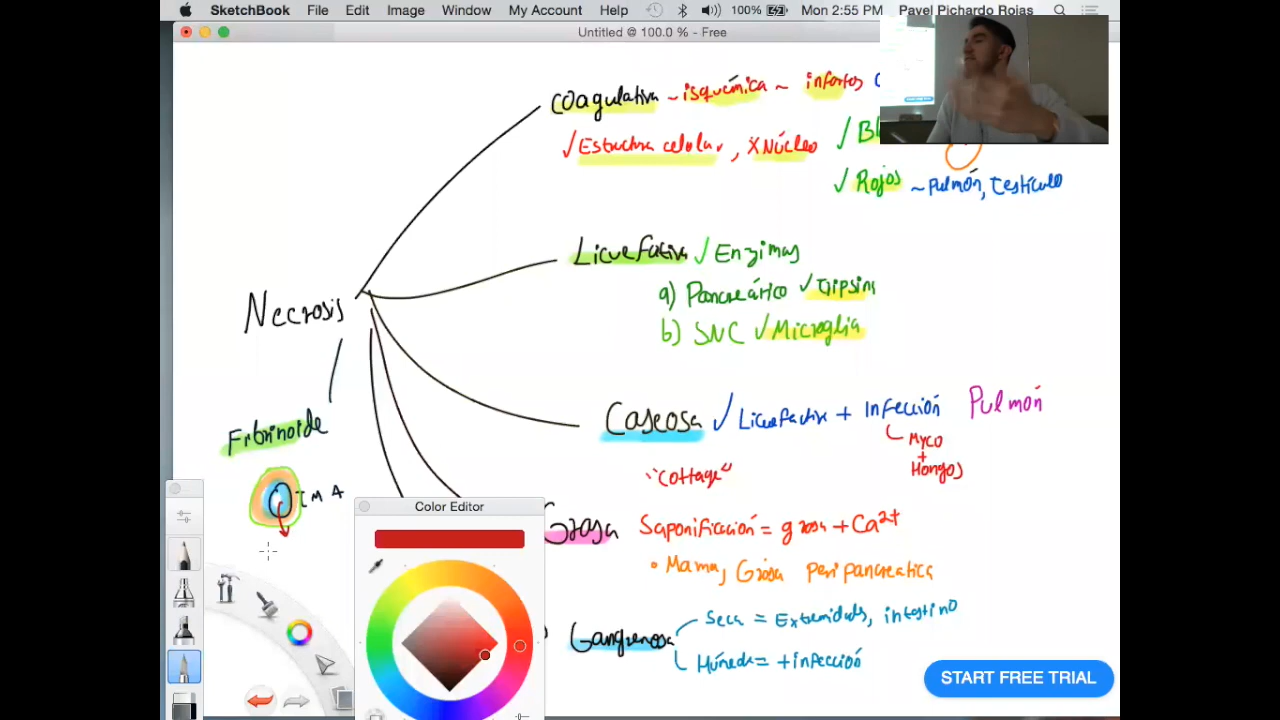 SketchBook File Edit Image Window My Account Help 100% Mon 2:55 PM Pavel Pichardo Rojas
Untitled @ 100.0 % - Free
Coagulativa ~ isquémica ~ infartos
✓ Estructura celular, X Núcleo
✓ Rojos ~ Pulmón, Testículo
Licuefactiva ✓ Enzimas
a) Pancreático ✓ Tripsina
b) SNC ✓ Microglia
Necrosis
Caseosa ✓ Licuefactiva + Infección Pulmón
Myco
+
Hongos
"Cottage"
Fibrinoide
I M A
Grasa Saponificación = grasa + Ca2+
• Mama, Grasa Peripancreatica
Gangrenosa
Seca = Extremidades, intestino
Húmeda = + infección
Color Editor
START FREE TRIAL